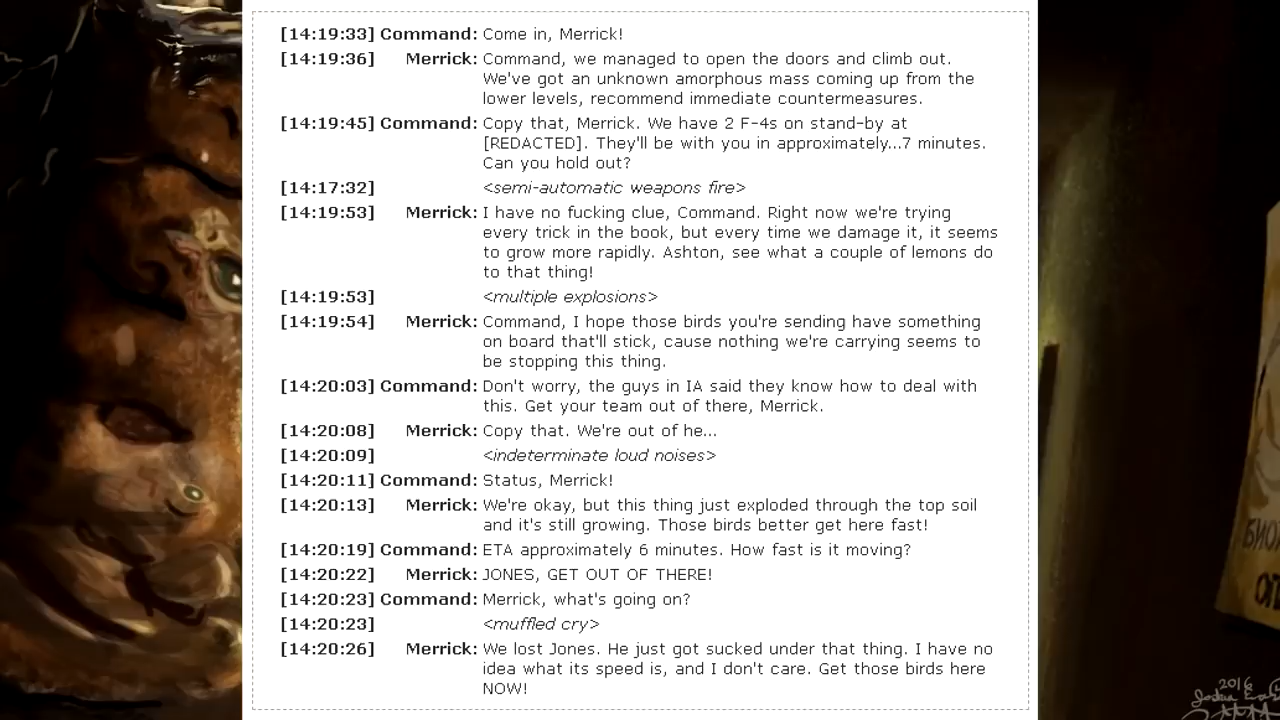 [14:19:33] Command: Come in, Merrick!
[14:19:36] Merrick: Command, we managed to open the doors and climb out.
We've got an unknown amorphous mass coming up from the
lower levels, recommend immediate countermeasures.
[14:19:45] Command: Copy that, Merrick. We have 2 F-4s on stand-by at
[REDACTED]. They'll be with you in approximately...7 minutes.
Can you hold out?
[14:17:32] <semi-automatic weapons fire>
[14:19:53] Merrick: I have no fucking clue, Command. Right now we're trying
every trick in the book, but every time we damage it, it seems
to grow more rapidly. Ashton, see what a couple of lemons do
to that thing!
[14:19:53] <multiple explosions>
[14:19:54] Merrick: Command, I hope those birds you're sending have something
on board that'll stick, cause nothing we're carrying seems to
be stopping this thing.
[14:20:03] Command: Don't worry, the guys in IA said they know how to deal with
this. Get your team out of there, Merrick.
[14:20:08] Merrick: Copy that. We're out of he...
[14:20:09] <indeterminate loud noises>
[14:20:11] Command: Status, Merrick!
[14:20:13] Merrick: We're okay, but this thing just exploded through the top soil
and it's still growing. Those birds better get here fast!
[14:20:19] Command: ETA approximately 6 minutes. How fast is it moving?
[14:20:22] Merrick: JONES, GET OUT OF THERE!
[14:20:23] Command: Merrick, what's going on?
[14:20:23] <muffled cry>
[14:20:26] Merrick: We lost Jones. He just got sucked under that thing. I have no
idea what its speed is, and I don't care. Get those birds here
NOW!
2016